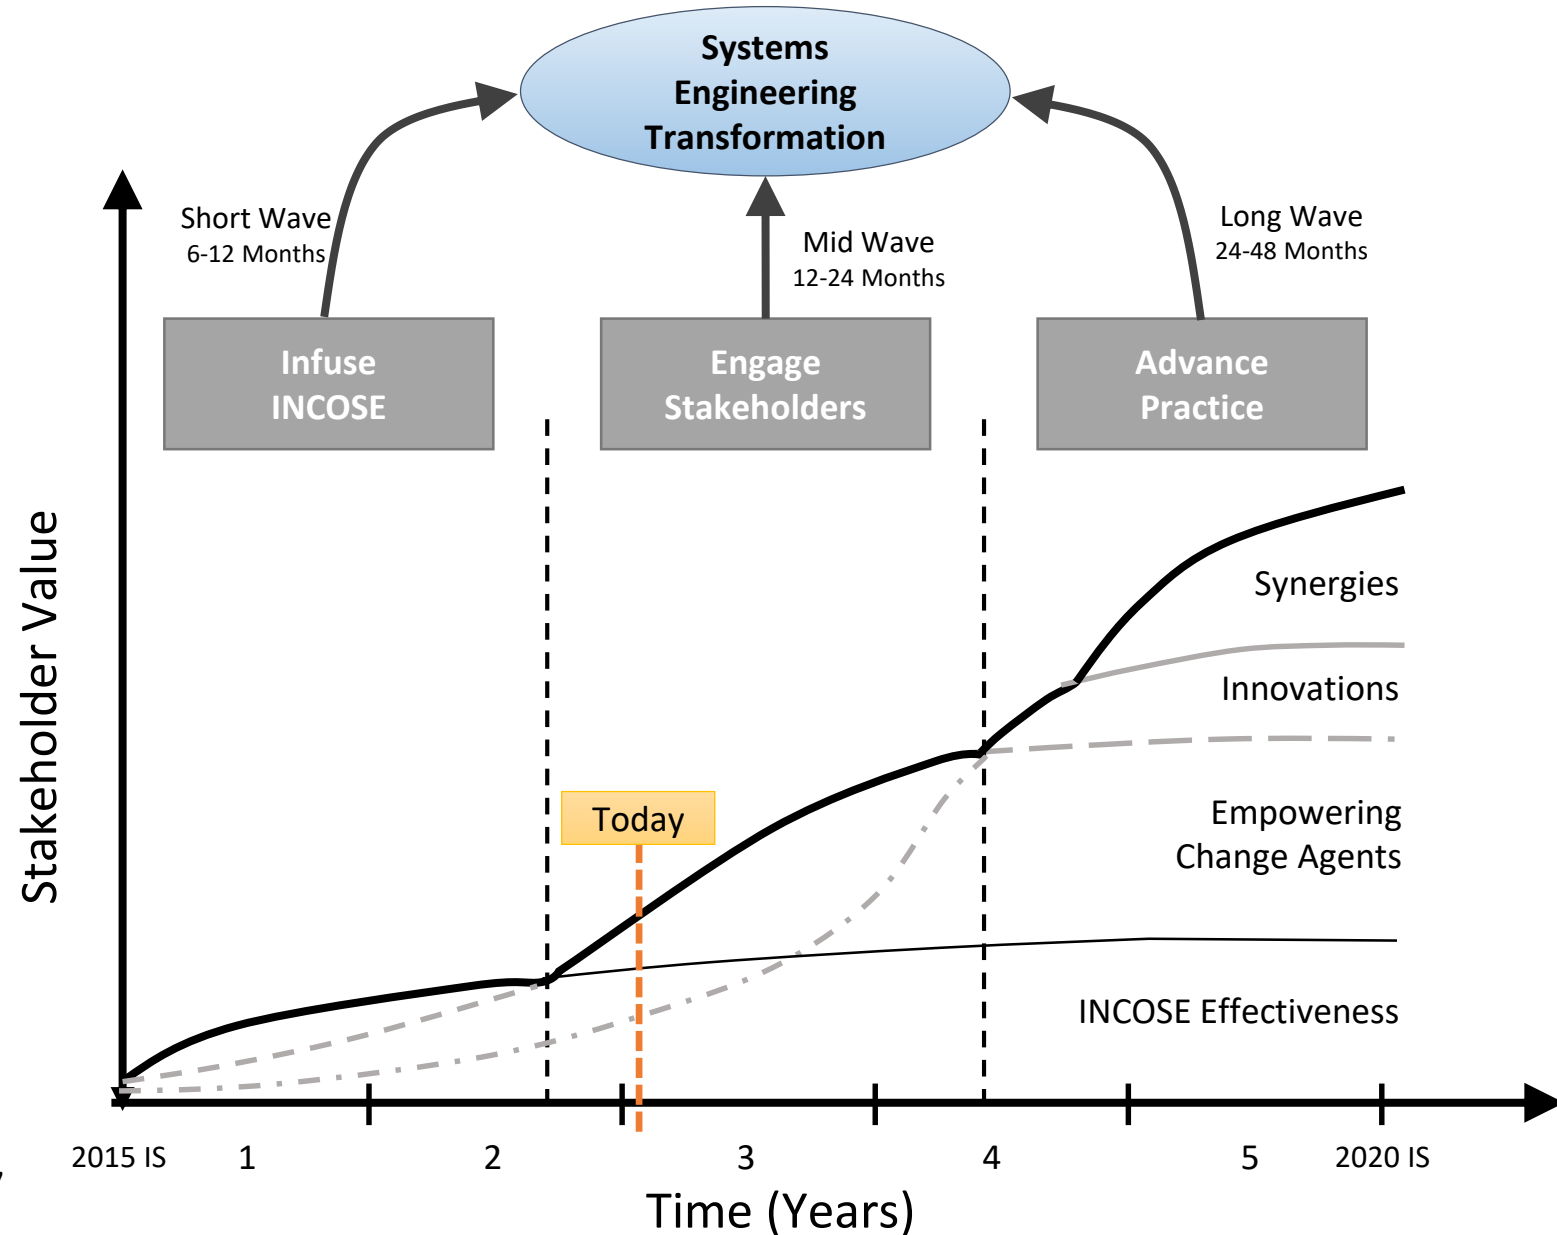 Systems
Engineering
Transformation
Short Wave
6-12 Months
Mid Wave
12-24 Months
Long Wave
24-48 Months
Infuse
INCOSE
Engage
Stakeholders
Advance
Practice
Stakeholder Value
Synergies
Innovations
Today
Empowering
Change Agents
INCOSE Effectiveness
2015 IS 1 2 3 4 5 2020 IS
,
Time (Years)